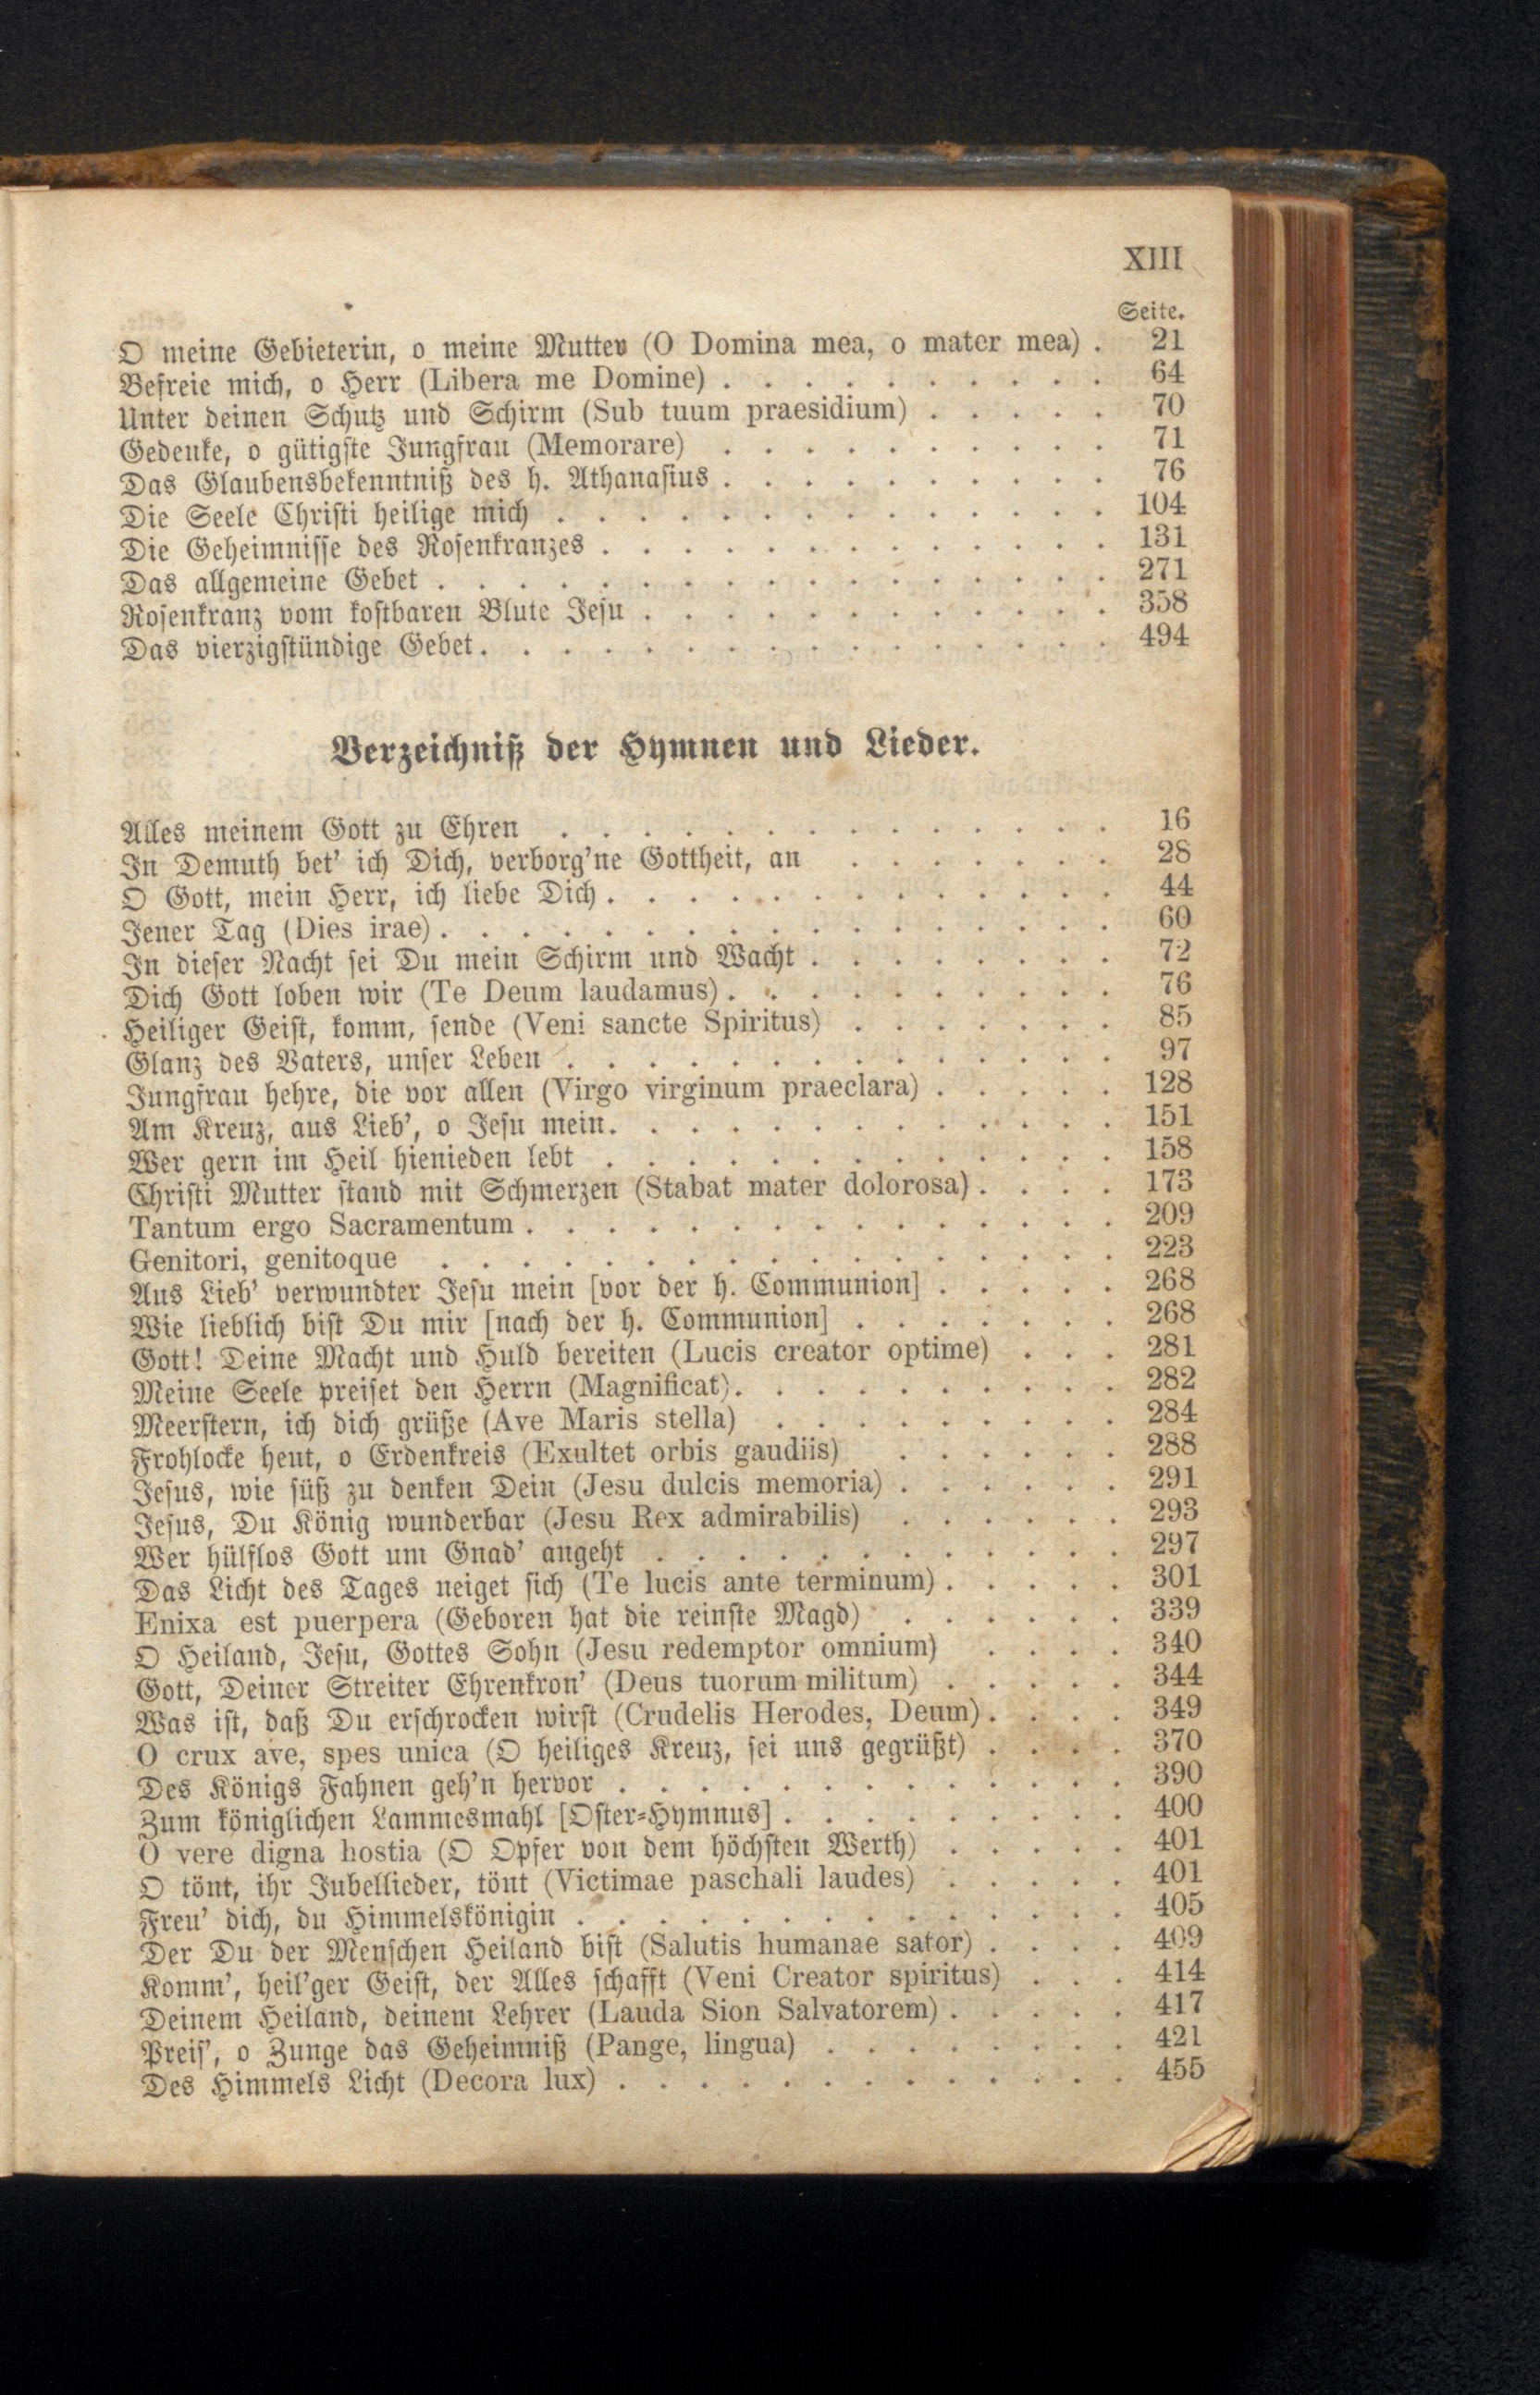 XIII
Seite.
O meine Gebieterin, o meine Mutter (O Domina mea, o mater mea) . 21
Befreie mich, o Herr (Libera me Domine) . . . . . . . . . . 64
Unter deinen Schutz und Schirm (Sub tuum praesidium) . . . . . 70
Gedenke, o gütigste Jungfrau (Memorare) . . . . . . . . . . 71
Das Glaubensbekenntniß des h. Athanasius . . . . . . . . . . 76
Die Seele Christi heilige mich . . . . . . . . . . . . . . 104
Die Geheimnisse des Rosenkranzes . . . . . . . . . . . . . 131
Das allgemeine Gebet . . . . . . . . . . . . . . . . . 271
Rosenkranz vom kostbaren Blute Jesu . . . . . . . . . . . . 358
Das vierzigstündige Gebet. . . . . . . . . . . . . . . . 494
Verzeichniß der Hymnen und Lieder.
Alles meinem Gott zu Ehren . . . . . . . . . . . . . . 16
In Demuth bet' ich Dich, verborg'ne Gottheit, an . . . . . . . 28
O Gott, mein Herr, ich liebe Dich . . . . . . . . . . . . . 44
Jener Tag (Dies irae) . . . . . . . . . . . . . . . . . 60
In dieser Nacht sei Du mein Schirm und Wacht . . . . . . . . 72
Dich Gott loben wir (Te Deum laudamus) . . . . . . . . . . 76
Heiliger Geist, komm, sende (Veni sancte Spiritus) . . . . . . . 85
Glanz des Vaters, unser Leben . . . . . . . . . . . . . . 97
Jungfrau hehre, die vor allen (Virgo virginum praeclara) . . . . . 128
Am Kreuz, aus Lieb', o Jesu mein. . . . . . . . . . . . . 151
Wer gern im Heil hienieden lebt . . . . . . . . . . . . . 158
Christi Mutter stand mit Schmerzen (Stabat mater dolorosa) . . . . 173
Tantum ergo Sacramentum . . . . . . . . . . . . . . . 209
Genitori, genitoque . . . . . . . . . . . . . . . . . 223
Aus Lieb' verwundter Jesu mein [vor der h. Communion] . . . . . 268
Wie lieblich bist Du mir [nach der h. Communion] . . . . . . . 268
Gott! Deine Macht und Huld bereiten (Lucis creator optime) . . . 281
Meine Seele preiset den Herrn (Magnificat). . . . . . . . . . 282
Meerstern, ich dich grüße (Ave Maris stella) . . . . . . . . . 284
Frohlocke heut, o Erdenkreis (Exultet orbis gaudiis) . . . . . . 288
Jesus, wie süß zu denken Dein (Jesu dulcis memoria) . . . . . . 291
Jesus, Du König wunderbar (Jesu Rex admirabilis) . . . . . . 293
Wer hülflos Gott um Gnad' angeht . . . . . . . . . . . . 297
Das Licht des Tages neiget sich (Te lucis ante terminum) . . . . . 301
Enixa est puerpera (Geboren hat die reinste Magd) . . . . . . 339
O Heiland, Jesu, Gottes Sohn (Jesu redemptor omnium) . . . . 340
Gott, Deiner Streiter Ehrenkron' (Deus tuorum militum) . . . . . 344
Was ist, daß Du erschrocken wirst (Crudelis Herodes, Deum) . . . . 349
O crux ave, spes unica (O heiliges Kreuz, sei uns gegrüßt) . . . . 370
Des Königs Fahnen geh'n hervor . . . . . . . . . . . . . 390
Zum königlichen Lammesmahl [Oster-Hymnus] . . . . . . . . . 400
O vere digna hostia (O Opfer von dem höchsten Werth) . . . . . 401
O tönt, ihr Jubellieder, tönt (Victimae paschali laudes) . . . . . 401
Freu' dich, du Himmelskönigin . . . . . . . . . . . . . . 405
Der Du der Menschen Heiland bist (Salutis humanae sator) . . . . 409
Komm', heil'ger Geist, der Alles schafft (Veni Creator spiritus) . . . 414
Deinem Heiland, deinem Lehrer (Lauda Sion Salvatorem) . . . . . 417
Preis', o Zunge das Geheimniß (Pange, lingua) . . . . . . . . 421
Des Himmels Licht (Decora lux) . . . . . . . . . . . . . 455